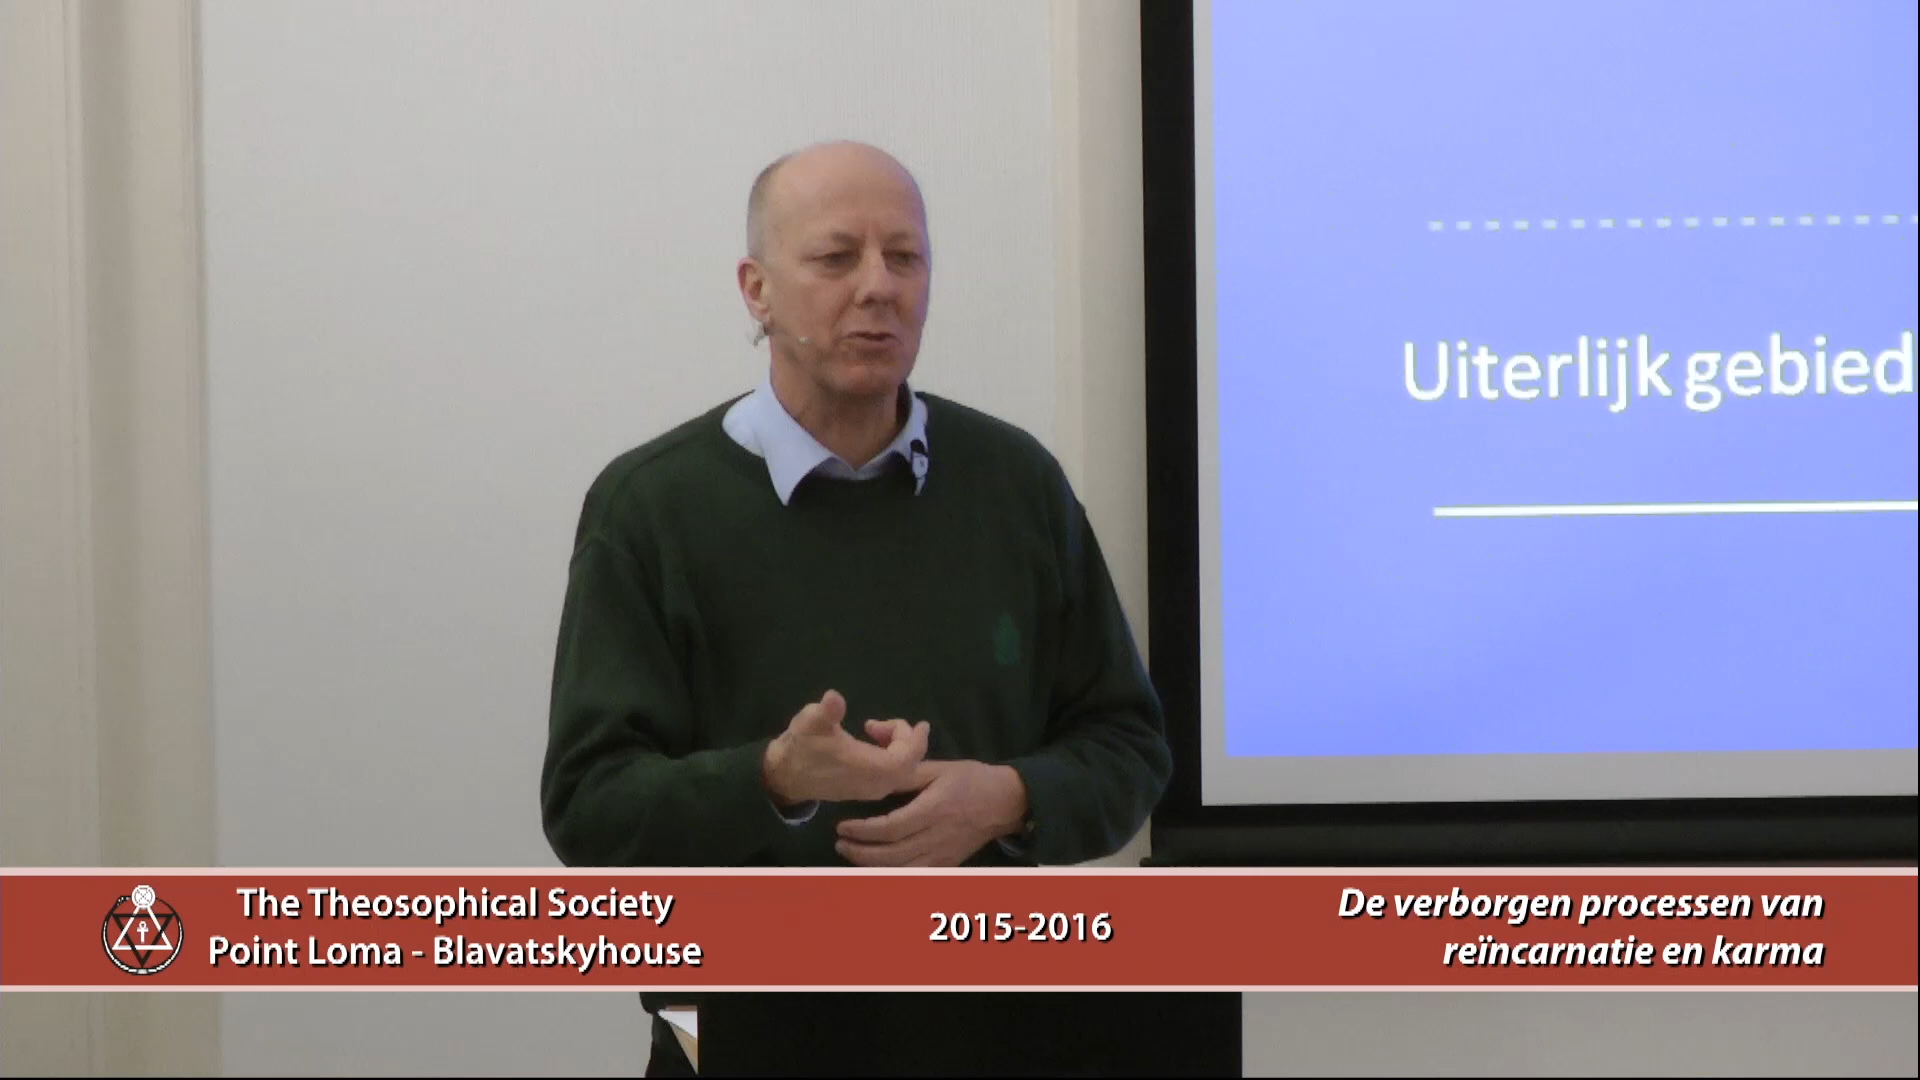 Uiterlijk gebied
The Theosophical Society
Point Loma - Blavatskyhouse
2015-2016
De verborgen processen van
reïncarnatie en karma